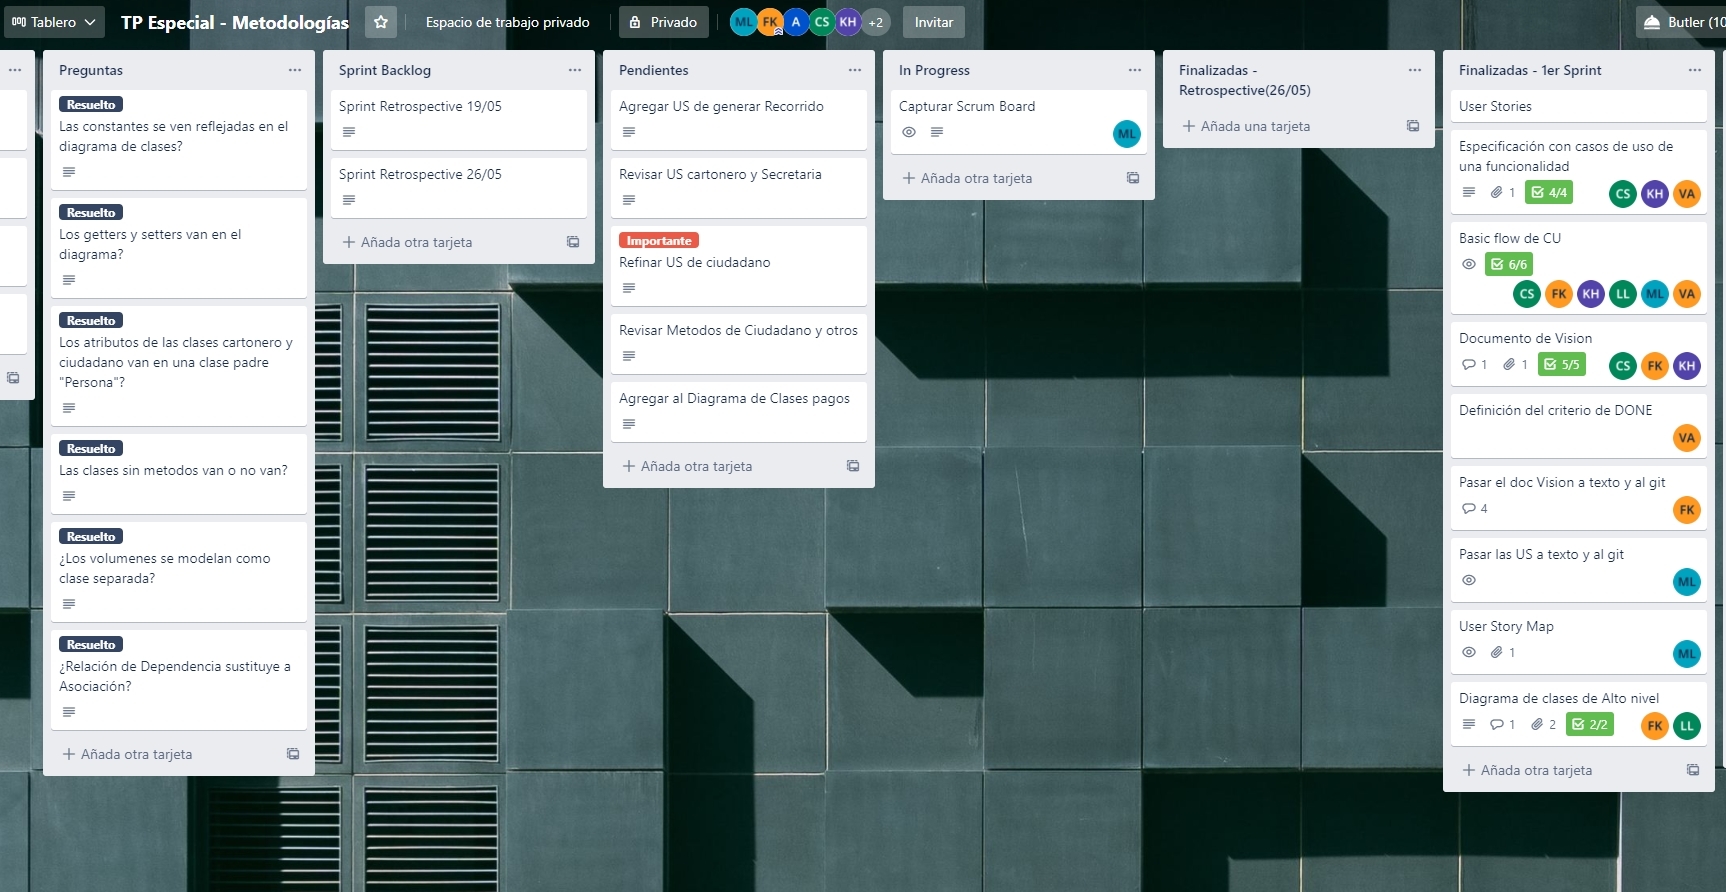 Tablero
TP Especial - Metodologías
Espacio de trabajo privado
Privado
ML
FK
A
CS
KH
+2
Invitar
Butler (10
Preguntas
Resuelto
Las constantes se ven reflejadas en el
diagrama de clases?
Resuelto
Los getters y setters van en el
diagrama?
Resuelto
Los atributos de las clases cartonero y
ciudadano van en una clase padre
"Persona"?
Resuelto
Las clases sin metodos van o no van?
Resuelto
¿Los volumenes se modelan como
clase separada?
Resuelto
¿Relación de Dependencia sustituye a
Asociación?
Añada otra tarjeta
Sprint Backlog
Sprint Retrospective 19/05
Sprint Retrospective 26/05
Añada otra tarjeta
Pendientes
Agregar US de generar Recorrido
Revisar US cartonero y Secretaria
Importante
Refinar US de ciudadano
Revisar Metodos de Ciudadano y otros
Agregar al Diagrama de Clases pagos
Añada otra tarjeta
In Progress
Capturar Scrum Board
ML
Añada otra tarjeta
Finalizadas -
Retrospective(26/05)
Añada una tarjeta
Finalizadas - 1er Sprint
User Stories
Especificación con casos de uso de
una funcionalidad
1 4/4 CS KH VA
Basic flow de CU
6/6
CS FK KH LL ML VA
Documento de Vision
1 1 5/5 CS FK KH
Definición del criterio de DONE
VA
Pasar el doc Vision a texto y al git
4 FK
Pasar las US a texto y al git
ML
User Story Map
1 ML
Diagrama de clases de Alto nivel
1 2 2/2 FK LL
Añada otra tarjeta